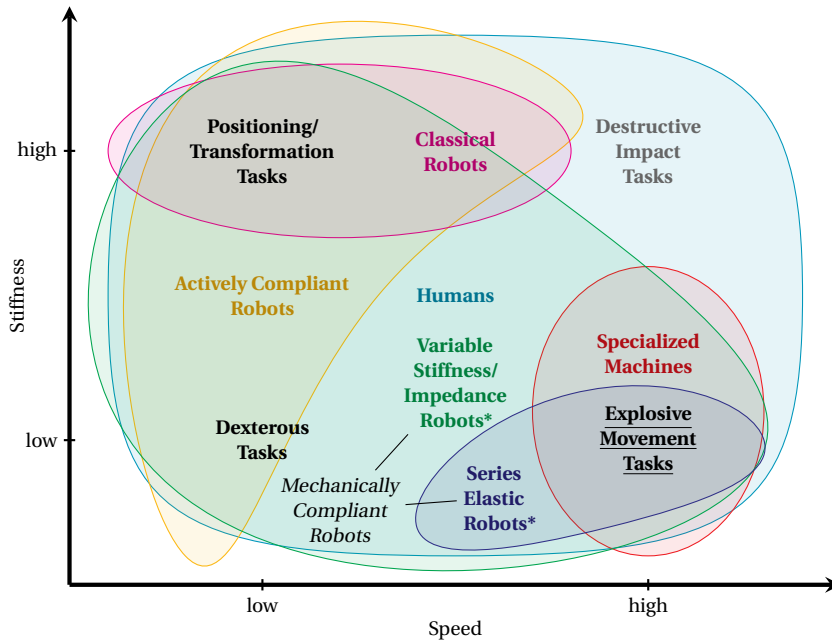 Positioning/
Transformation
Tasks
Classical
Robots
Destructive
Impact
Tasks
high
Stiffness
Actively Compliant
Robots
Humans
Variable
Stiffness/
Impedance
Robots*
Specialized
Machines
Dexterous
Tasks
Explosive
Movement
Tasks
low
Mechanically
Compliant
Robots
Series
Elastic
Robots*
low
high
Speed